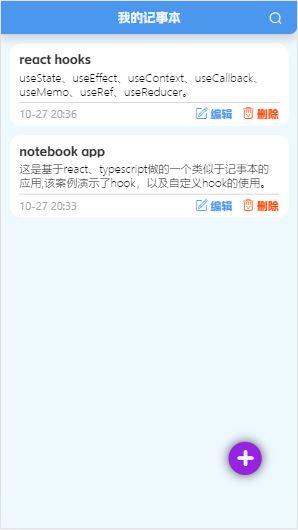 我的记事本
react hooks
useState、useEffect、useContext、useCallback、
useMemo、useRef、useReducer。
10-27 20:36 编辑 删除
notebook app
这是基于react、typescript做的一个类似于记事本的
应用,该案例演示了hook，以及自定义hook的使用。
10-27 20:33 编辑 删除